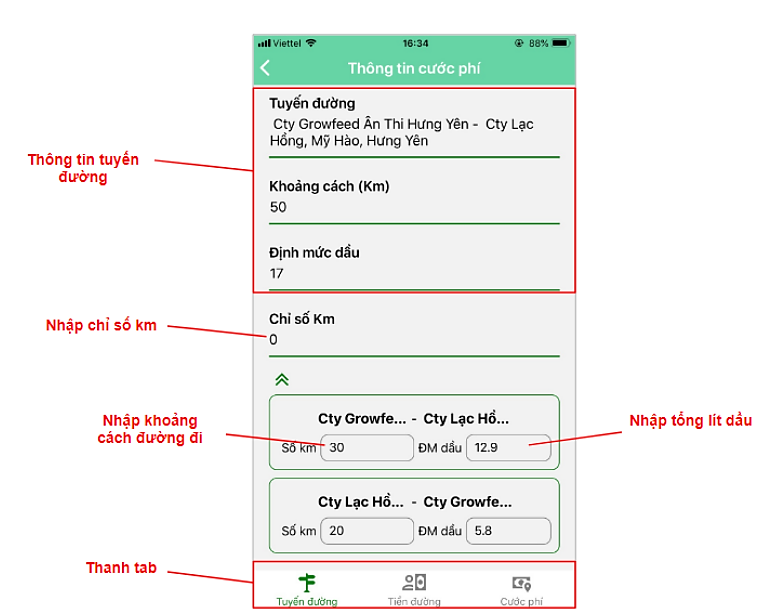 Viettel 16:34 88%
Thông tin cước phí
Tuyến đường
Cty Growfeed Ân Thi Hưng Yên - Cty Lạc
Hồng, Mỹ Hào, Hưng Yên
Thông tin tuyến
đường
Khoảng cách (Km)
50
Định mức dầu
17
Chỉ số Km
Nhập chỉ số km
0
Cty Growfe... - Cty Lạc Hồ...
Nhập khoảng
cách đường đi
Số km 30 ĐM dầu 12.9
Nhập tổng lít dầu
Cty Lạc Hồ... - Cty Growfe...
Số km 20 ĐM dầu 5.8
Thanh tab
Tuyến đường Tiền đường Cước phí